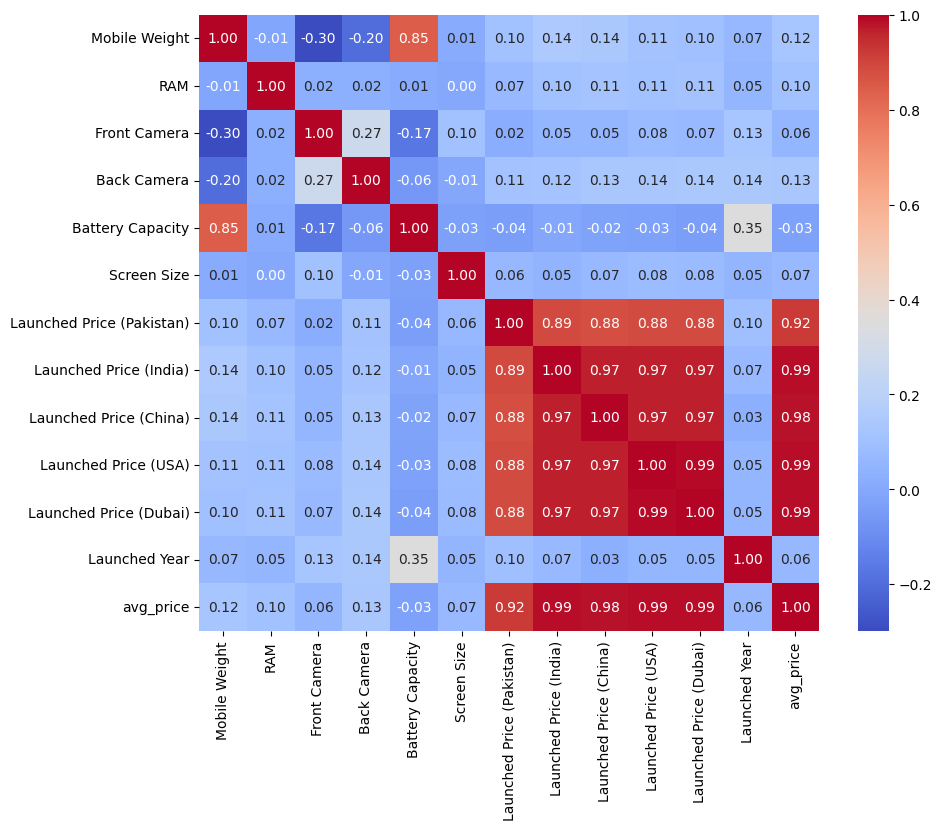 Mobile Weight 1.00 -0.01 -0.30 -0.20 0.85 0.01 0.10 0.14 0.14 0.11 0.10 0.07 0.12
RAM -0.01 1.00 0.02 0.02 0.01 0.00 0.07 0.10 0.11 0.11 0.11 0.05 0.10
Front Camera -0.30 0.02 1.00 0.27 -0.17 0.10 0.02 0.05 0.05 0.08 0.07 0.13 0.06
Back Camera -0.20 0.02 0.27 1.00 -0.06 -0.01 0.11 0.12 0.13 0.14 0.14 0.14 0.13
Battery Capacity 0.85 0.01 -0.17 -0.06 1.00 -0.03 -0.04 -0.01 -0.02 -0.03 -0.04 0.35 -0.03
Screen Size 0.01 0.00 0.10 -0.01 -0.03 1.00 0.06 0.05 0.07 0.08 0.08 0.05 0.07
Launched Price (Pakistan) 0.10 0.07 0.02 0.11 -0.04 0.06 1.00 0.89 0.88 0.88 0.88 0.10 0.92
Launched Price (India) 0.14 0.10 0.05 0.12 -0.01 0.05 0.89 1.00 0.97 0.97 0.97 0.07 0.99
Launched Price (China) 0.14 0.11 0.05 0.13 -0.02 0.07 0.88 0.97 1.00 0.97 0.97 0.03 0.98
Launched Price (USA) 0.11 0.11 0.08 0.14 -0.03 0.08 0.88 0.97 0.97 1.00 0.99 0.05 0.99
Launched Price (Dubai) 0.10 0.11 0.07 0.14 -0.04 0.08 0.88 0.97 0.97 0.99 1.00 0.05 0.99
Launched Year 0.07 0.05 0.13 0.14 0.35 0.05 0.10 0.07 0.03 0.05 0.05 1.00 0.06
avg_price 0.12 0.10 0.06 0.13 -0.03 0.07 0.92 0.99 0.98 0.99 0.99 0.06 1.00
Mobile Weight
RAM
Front Camera
Back Camera
Battery Capacity
Screen Size
Launched Price (Pakistan)
Launched Price (India)
Launched Price (China)
Launched Price (USA)
Launched Price (Dubai)
Launched Year
avg_price
1.0
0.8
0.6
0.4
0.2
0.0
−0.2